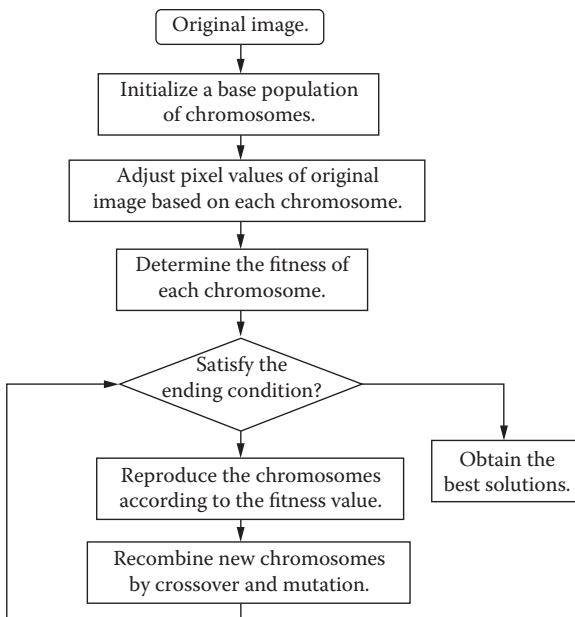 Original image.
Initialize a base population
of chromosomes.
Adjust pixel values of original
image based on each chromosome.
Determine the fitness of
each chromosome.
Satisfy the
ending condition?
Obtain the
best solutions.
Reproduce the chromosomes
according to the fitness value.
Recombine new chromosomes
by crossover and mutation.